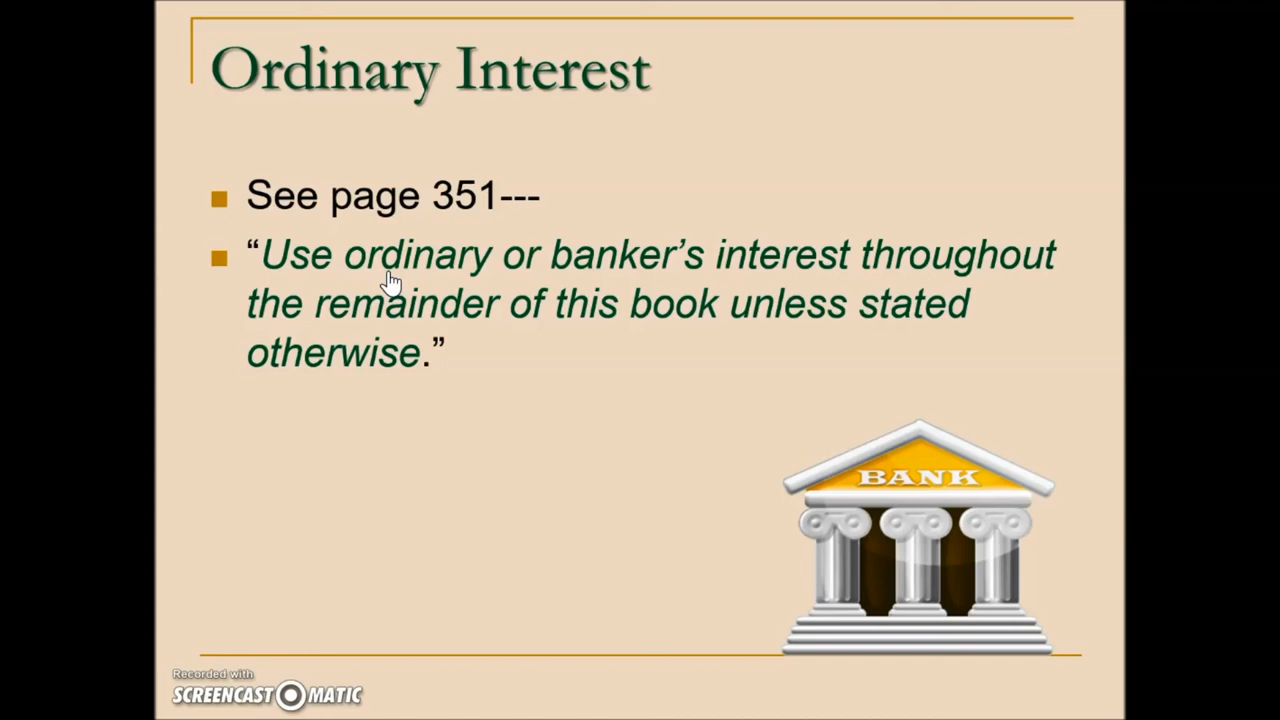 Ordinary Interest
See page 351---
“Use ordinary or banker’s interest throughout
the remainder of this book unless stated
otherwise.”
BANK
Recorded with
SCREENCAST MATIC